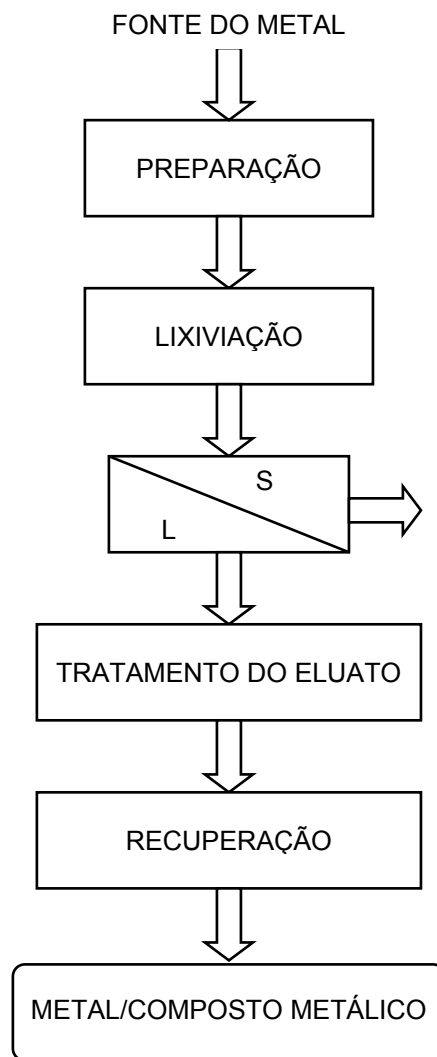 FONTE DO METAL
PREPARAÇÃO
LIXIVIAÇÃO
S
L
TRATAMENTO DO ELUATO
RECUPERAÇÃO
METAL/COMPOSTO METÁLICO